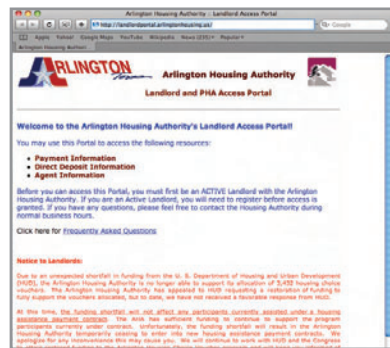 Arlington Housing Authority :: Landlord Access Portal
http://landlordportal.arlingtonhousing.us/
Google
Apple Yahoo! Google Maps YouTube Wikipedia News Popular
Arlington Housing Authori...
ARLINGTON
Texas
Arlington Housing Authority
Landlord and PHA Access Portal
Welcome to the Arlington Housing Authority's Landlord Access Portal!
You may use this Portal to access the following resources:
• Payment Information
• Direct Deposit Information
• Agent Information
Before you can access this Portal, you must first be an ACTIVE Landlord with the Arlington
Housing Authority. If you are an Active Landlord, you will need to register before access is
granted. If you have any questions, please feel free to contact the Housing Authority during
normal business hours.
Click here for Frequently Asked Questions
Notice to Landlords:
Due to an unexpected shortfall in funding from the U. S. Department of Housing and Urban Development
(HUD), the Arlington Housing Authority is no longer able to support its allocation of housing choice
vouchers. The Arlington Housing Authority has appealed to HUD requesting a restoration of funding to
fully support the vouchers allocated, but to date, we have not received a favorable response from HUD.
At this time, the funding shortfall will not affect any participants currently assisted under a housing
assistance payment contract. The AHA has sufficient funding to continue to support the program
participants currently under contract. Unfortunately, the funding shortfall will result in the Arlington
Housing Authority temporarily ceasing to enter into new housing assistance payment contracts. We
apologize for any inconvenience this may cause you. We will continue to work with HUD and the Congress